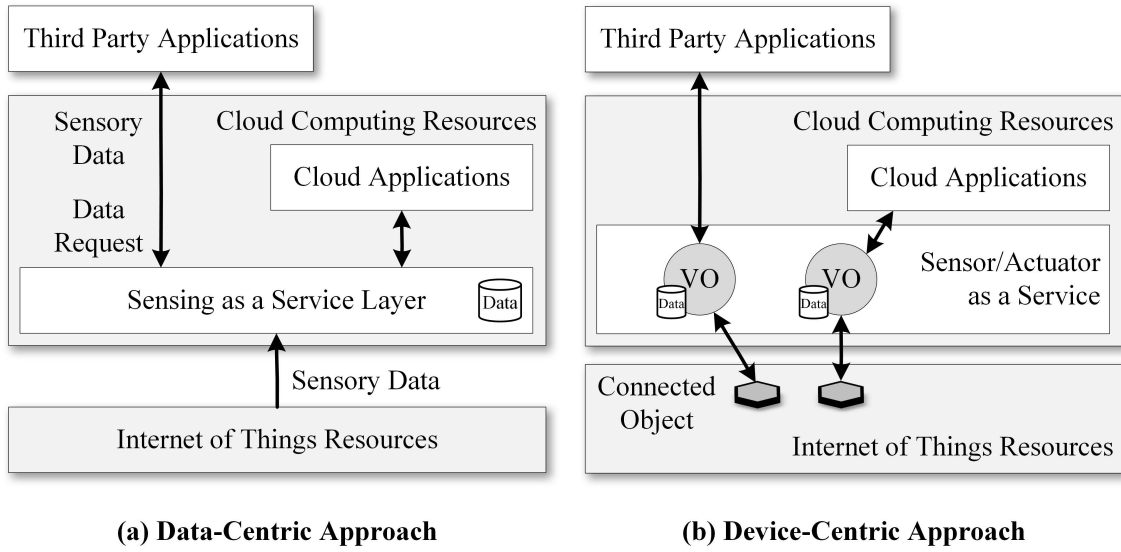 Third Party Applications
Cloud Computing Resources
Sensory
Data
Data
Request
Cloud Applications
Sensing as a Service Layer
Data
Sensory Data
Internet of Things Resources
(a) Data-Centric Approach
Third Party Applications
Cloud Computing Resources
Cloud Applications
VO
Data
VO
Data
Sensor/Actuator
as a Service
Connected
Object
Internet of Things Resources
(b) Device-Centric Approach